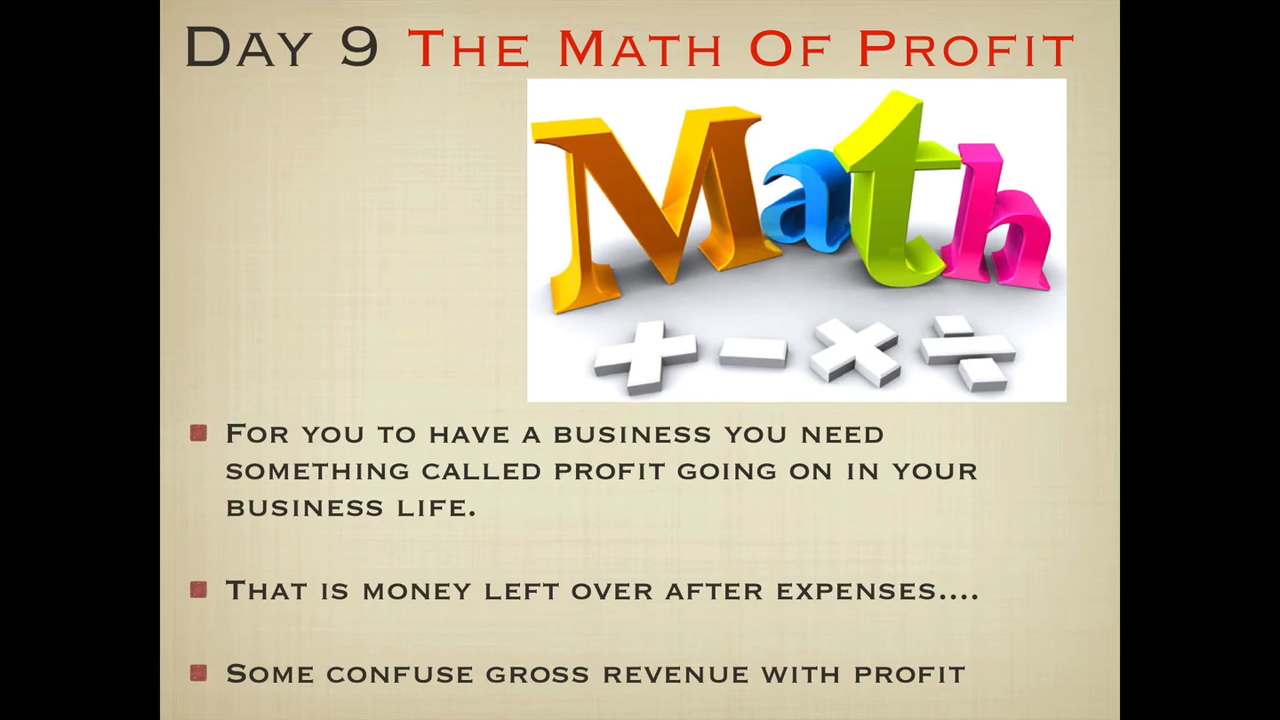 Day 9 The Math Of Profit
Math
+ - × ÷
For you to have a business you need
something called profit going on in your
business life.
That is money left over after expenses....
Some confuse gross revenue with profit